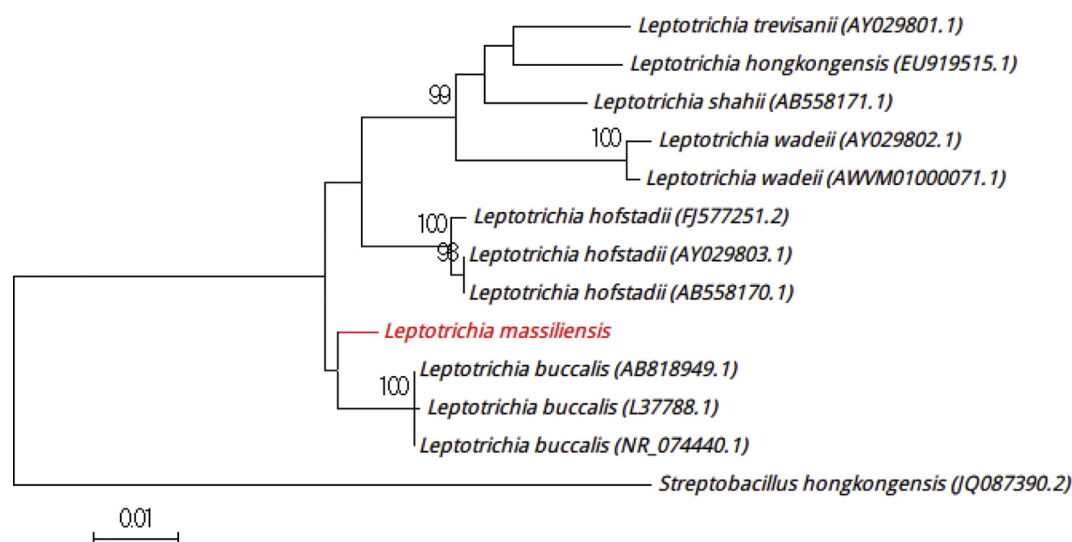 Leptotrichia trevisanii (AY029801.1)
Leptotrichia hongkongensis (EU919515.1)
99
Leptotrichia shahii (AB558171.1)
100
Leptotrichia wadeii (AY029802.1)
Leptotrichia wadeii (AWVM01000071.1)
100
Leptotrichia hofstadii (FJ577251.2)
98
Leptotrichia hofstadii (AY029803.1)
Leptotrichia hofstadii (AB558170.1)
Leptotrichia massiliensis
Leptotrichia buccalis (AB818949.1)
100
Leptotrichia buccalis (L37788.1)
Leptotrichia buccalis (NR_074440.1)
Streptobacillus hongkongensis (JQ087390.2)
0.01